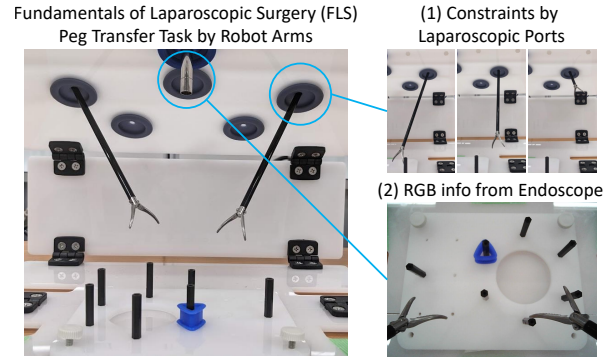 Fundamentals of Laparoscopic Surgery (FLS)
Peg Transfer Task by Robot Arms
(1) Constraints by
Laparoscopic Ports
(2) RGB info from Endoscope